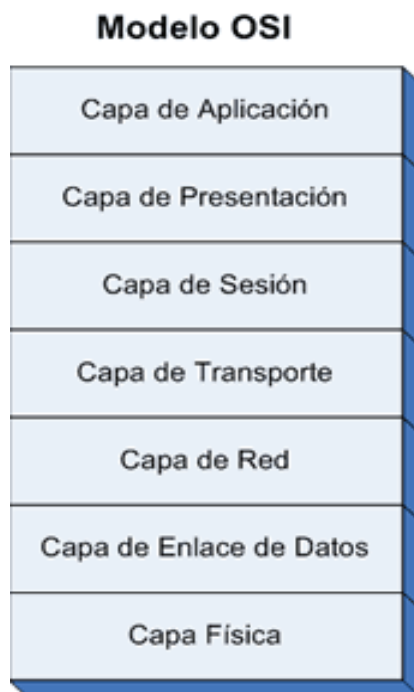 Modelo OSI
Capa de Aplicación
Capa de Presentación
Capa de Sesión
Capa de Transporte
Capa de Red
Capa de Enlace de Datos
Capa Física